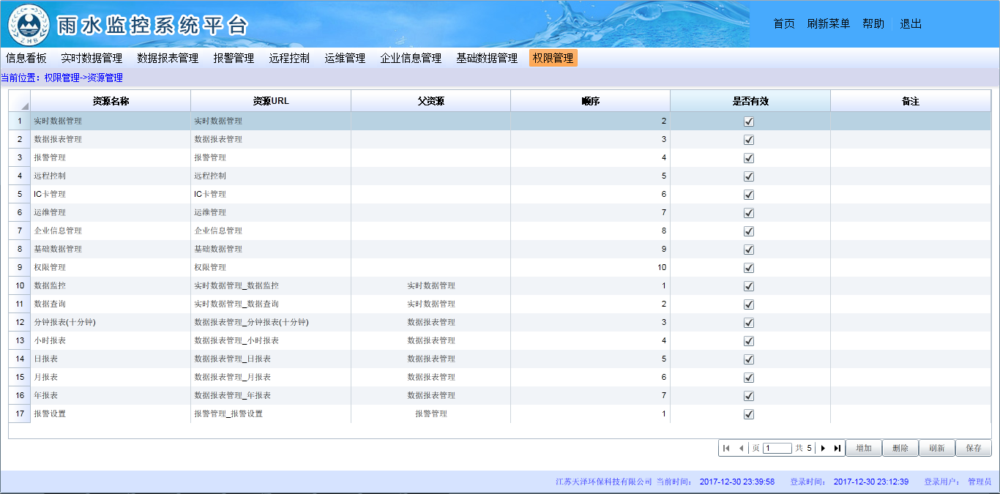 雨水监控系统平台
ZHB
首页 刷新菜单 帮助 退出
信息看板 实时数据管理 数据报表管理 报警管理 远程控制 运维管理 企业信息管理 基础数据管理 权限管理
当前位置：权限管理->资源管理
资源名称 资源URL 父资源 顺序 是否有效 备注
1 实时数据管理 实时数据管理 2
2 数据报表管理 数据报表管理 3
3 报警管理 报警管理 4
4 远程控制 远程控制 5
5 IC卡管理 IC卡管理 6
6 运维管理 运维管理 7
7 企业信息管理 企业信息管理 8
8 基础数据管理 基础数据管理 9
9 权限管理 权限管理 10
10 数据监控 实时数据管理_数据监控 实时数据管理 1
11 数据查询 实时数据管理_数据查询 实时数据管理 2
12 分钟报表(十分钟) 数据报表管理_分钟报表(十分钟) 数据报表管理 3
13 小时报表 数据报表管理_小时报表 数据报表管理 4
14 日报表 数据报表管理_日报表 数据报表管理 5
15 月报表 数据报表管理_月报表 数据报表管理 6
16 年报表 数据报表管理_年报表 数据报表管理 7
17 报警设置 报警管理_报警设置 报警管理 1
页 1 共 5 增加 删除 刷新 保存
江苏天泽环保科技有限公司 当前时间： 2017-12-30 23:39:58 登录时间： 2017-12-30 23:12:39 登录用户： 管理员